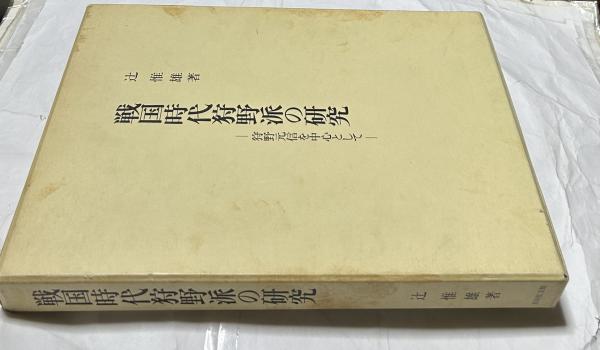 辻惟雄著
戦国時代狩野派の研究
―狩野元信を中心として―
戦国時代狩野派の研究
辻惟雄著